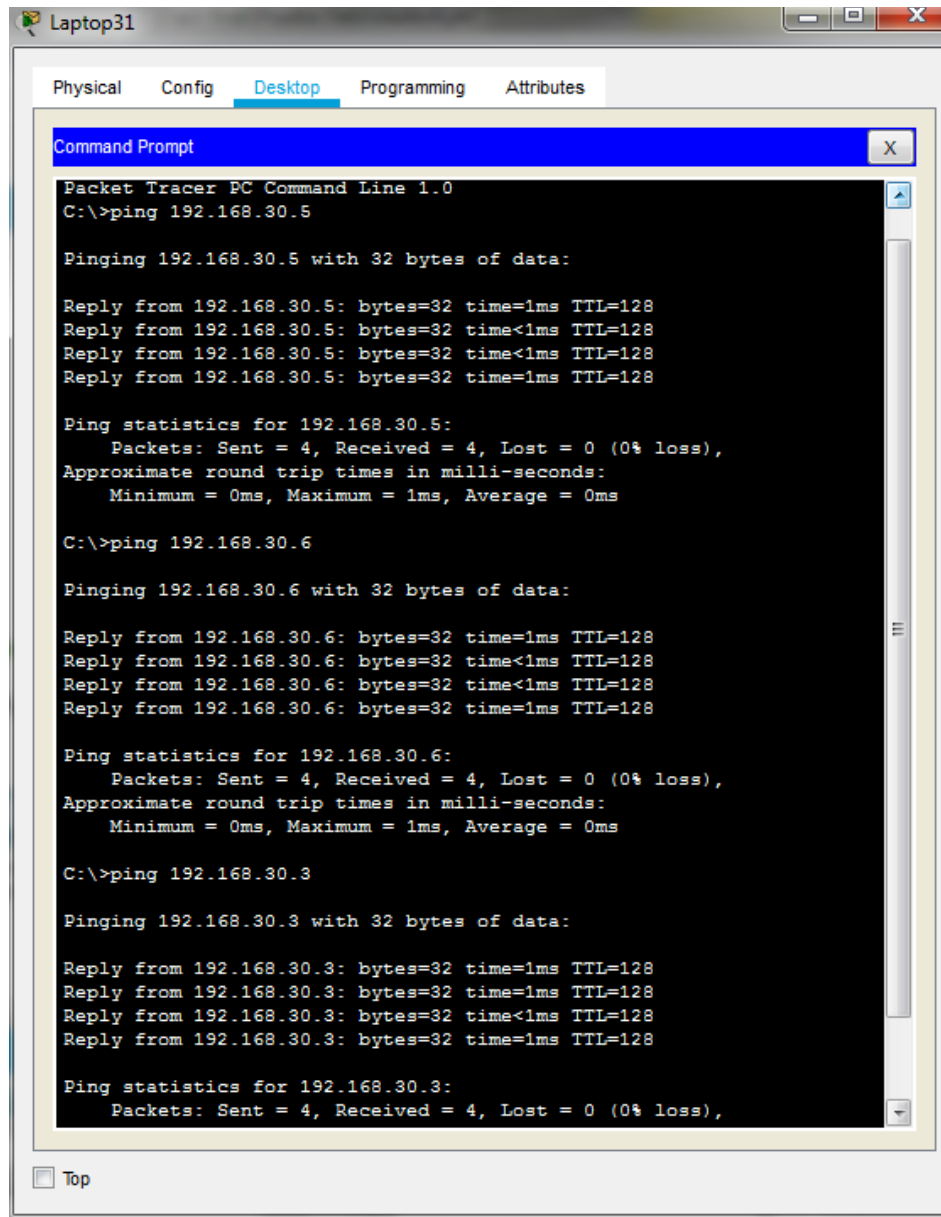 Laptop31
Physical Config Desktop Programming Attributes
Command Prompt X
Packet Tracer PC Command Line 1.0
C:\>ping 192.168.30.5
Pinging 192.168.30.5 with 32 bytes of data:
Reply from 192.168.30.5: bytes=32 time=1ms TTL=128
Reply from 192.168.30.5: bytes=32 time<1ms TTL=128
Reply from 192.168.30.5: bytes=32 time<1ms TTL=128
Reply from 192.168.30.5: bytes=32 time=1ms TTL=128
Ping statistics for 192.168.30.5:
    Packets: Sent = 4, Received = 4, Lost = 0 (0% loss),
Approximate round trip times in milli-seconds:
    Minimum = 0ms, Maximum = 1ms, Average = 0ms
C:\>ping 192.168.30.6
Pinging 192.168.30.6 with 32 bytes of data:
Reply from 192.168.30.6: bytes=32 time=1ms TTL=128
Reply from 192.168.30.6: bytes=32 time<1ms TTL=128
Reply from 192.168.30.6: bytes=32 time<1ms TTL=128
Reply from 192.168.30.6: bytes=32 time=1ms TTL=128
Ping statistics for 192.168.30.6:
    Packets: Sent = 4, Received = 4, Lost = 0 (0% loss),
Approximate round trip times in milli-seconds:
    Minimum = 0ms, Maximum = 1ms, Average = 0ms
C:\>ping 192.168.30.3
Pinging 192.168.30.3 with 32 bytes of data:
Reply from 192.168.30.3: bytes=32 time=1ms TTL=128
Reply from 192.168.30.3: bytes=32 time=1ms TTL=128
Reply from 192.168.30.3: bytes=32 time<1ms TTL=128
Reply from 192.168.30.3: bytes=32 time=1ms TTL=128
Ping statistics for 192.168.30.3:
    Packets: Sent = 4, Received = 4, Lost = 0 (0% loss),
Top